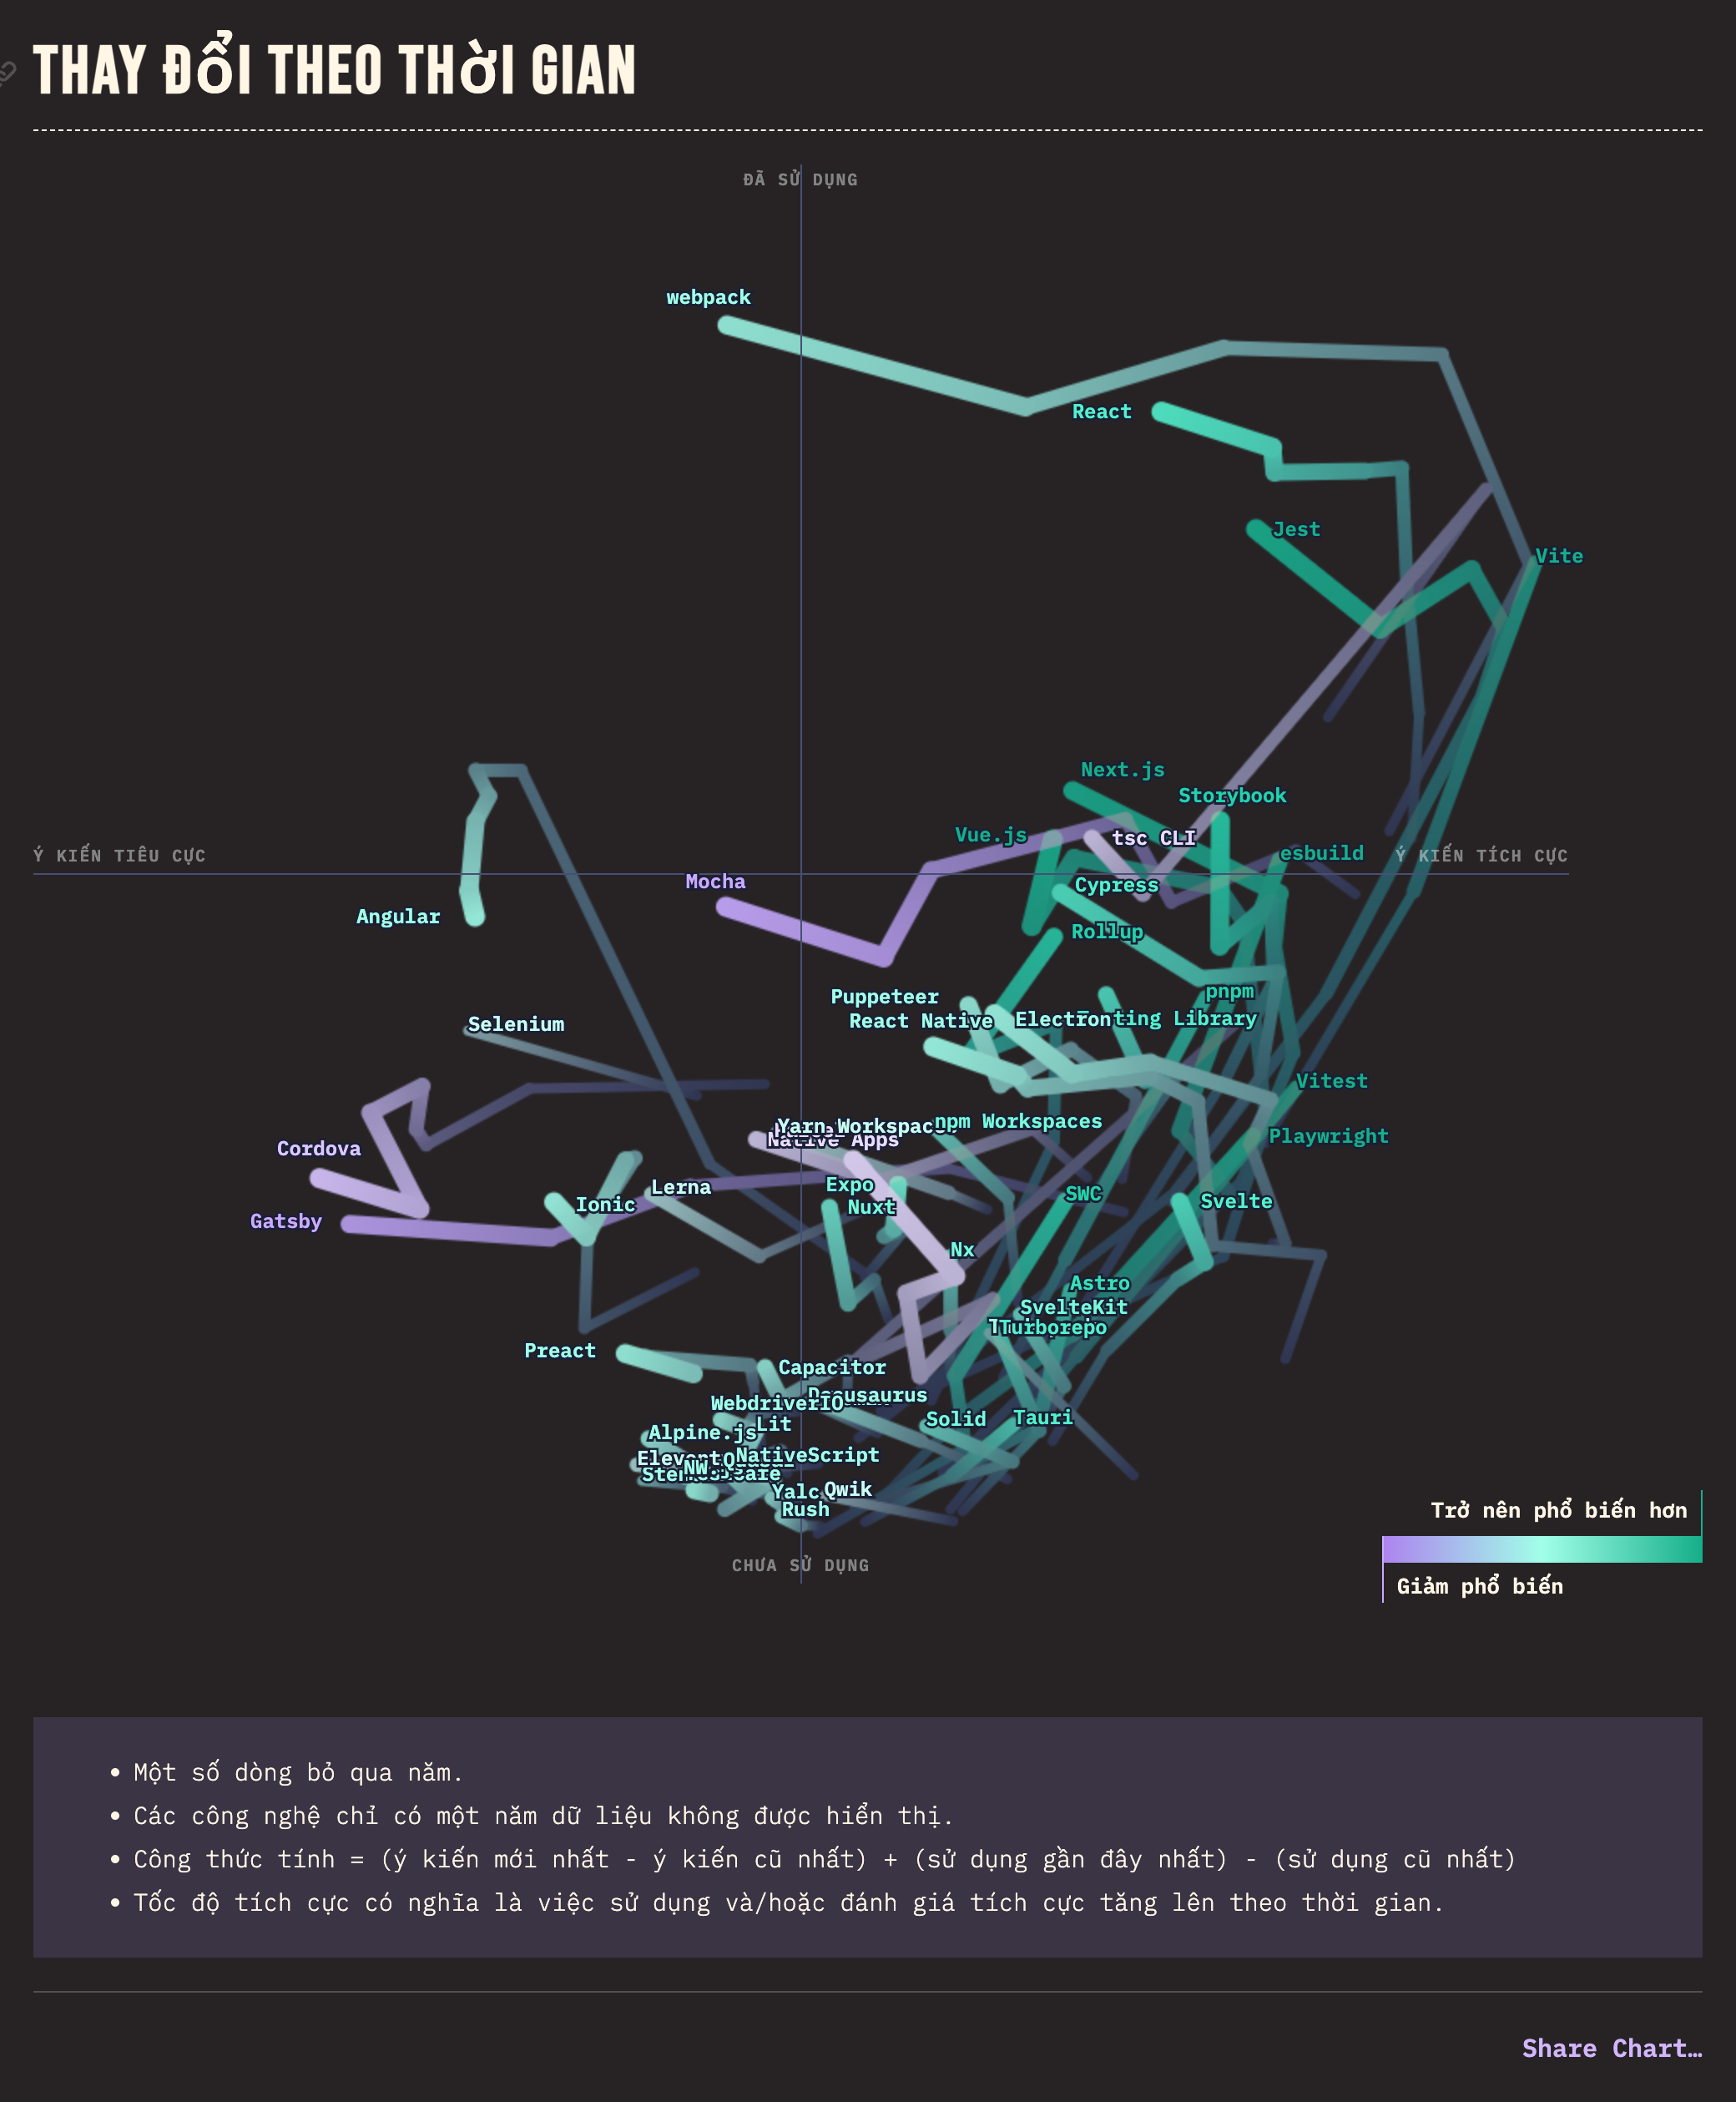 THAY ĐỔI THEO THỜI GIAN
ĐÃ SỬ DỤNG
webpack
React
Jest
Vite
Next.js
Storybook
Vue.js
tsc CLI
esbuild
Ý KIẾN TIÊU CỰC
Ý KIẾN TÍCH CỰC
Mocha
Cypress
Angular
Rollup
Puppeteer
pnpm
React Native
Electron
ting Library
Selenium
Vitest
npm Workspaces
Yarn Workspace
Native Apps
Playwright
Cordova
Expo
Lerna
SWC
Svelte
Ionic
Nuxt
Gatsby
Nx
Astro
SvelteKit
Turborepo
Preact
Capacitor
Docusaurus
WebdriverIO
Solid
Tauri
Lit
Alpine.js
NativeScript
Yalc
Qwik
Rush
CHƯA SỬ DỤNG
Trở nên phổ biến hơn
Giảm phổ biến
• Một số dòng bỏ qua năm.
• Các công nghệ chỉ có một năm dữ liệu không được hiển thị.
• Công thức tính = (ý kiến mới nhất - ý kiến cũ nhất) + (sử dụng gần đây nhất) - (sử dụng cũ nhất)
• Tốc độ tích cực có nghĩa là việc sử dụng và/hoặc đánh giá tích cực tăng lên theo thời gian.
Share Chart…